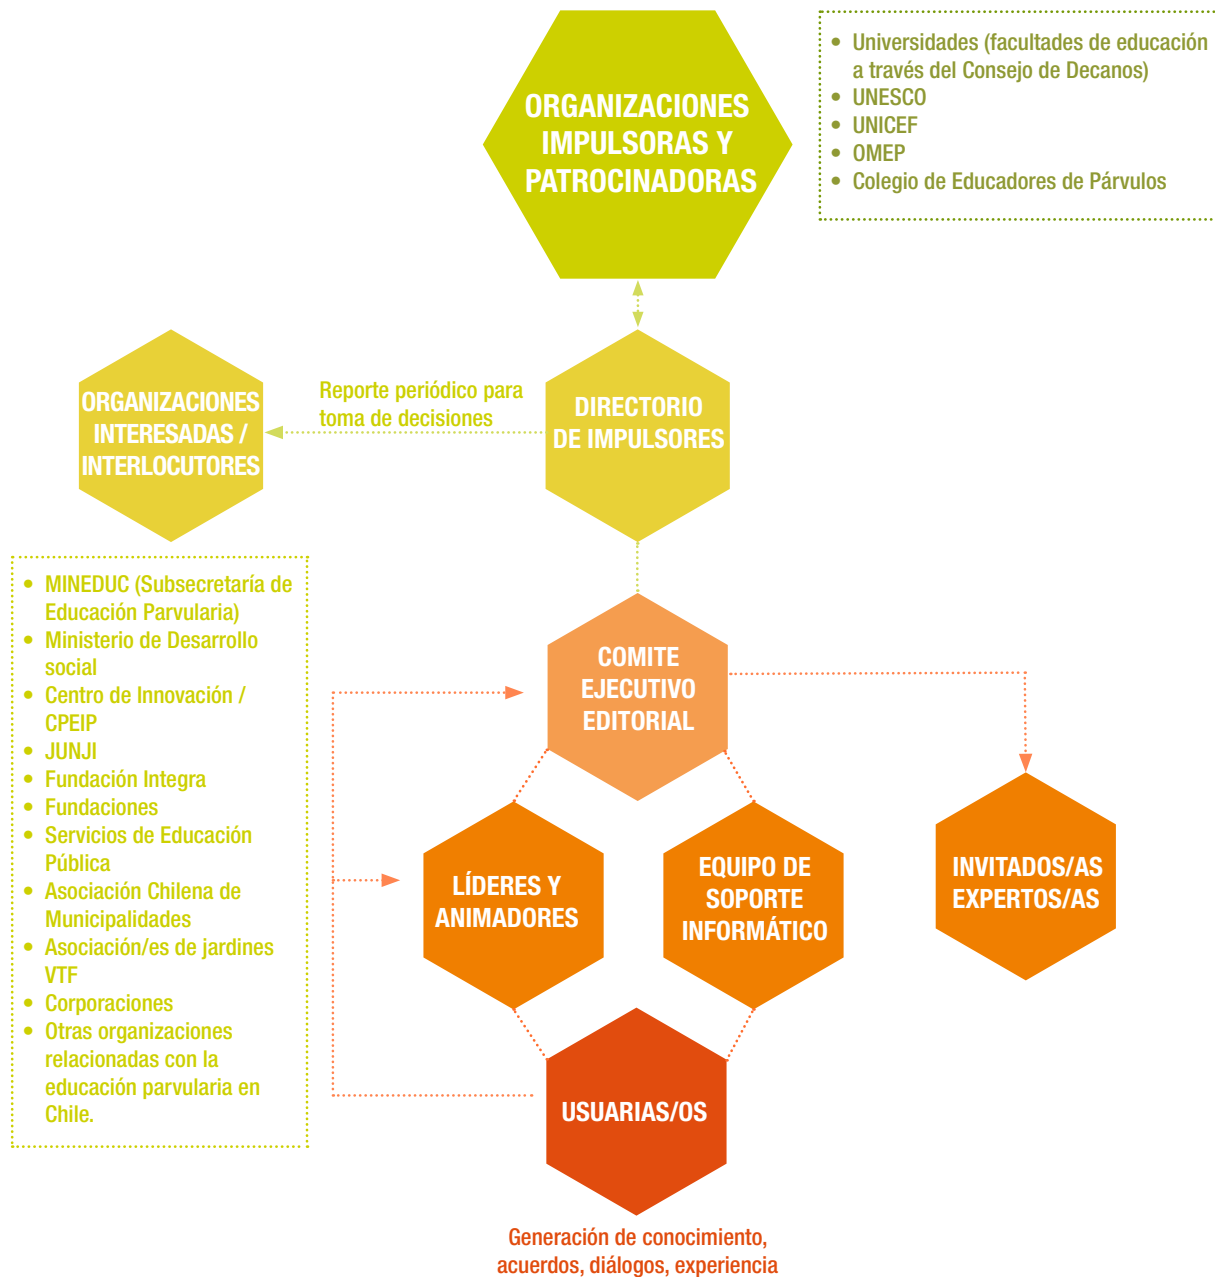 ORGANIZACIONES
IMPULSORAS Y
PATROCINADORAS
• Universidades (facultades de educación
a través del Consejo de Decanos)
• UNESCO
• UNICEF
• OMEP
• Colegio de Educadores de Párvulos
ORGANIZACIONES
INTERESADAS /
INTERLOCUTORES
Reporte periódico para
toma de decisiones
DIRECTORIO
DE IMPULSORES
• MINEDUC (Subsecretaría de
Educación Parvularia)
• Ministerio de Desarrollo
social
• Centro de Innovación /
CPEIP
• JUNJI
• Fundación Integra
• Fundaciones
• Servicios de Educación
Pública
• Asociación Chilena de
Municipalidades
• Asociación/es de jardines
VTF
• Corporaciones
• Otras organizaciones
relacionadas con la
educación parvularia en
Chile.
COMITE
EJECUTIVO
EDITORIAL
LÍDERES Y
ANIMADORES
EQUIPO DE
SOPORTE
INFORMÁTICO
INVITADOS/AS
EXPERTOS/AS
USUARIAS/OS
Generación de conocimiento,
acuerdos, diálogos, experiencia